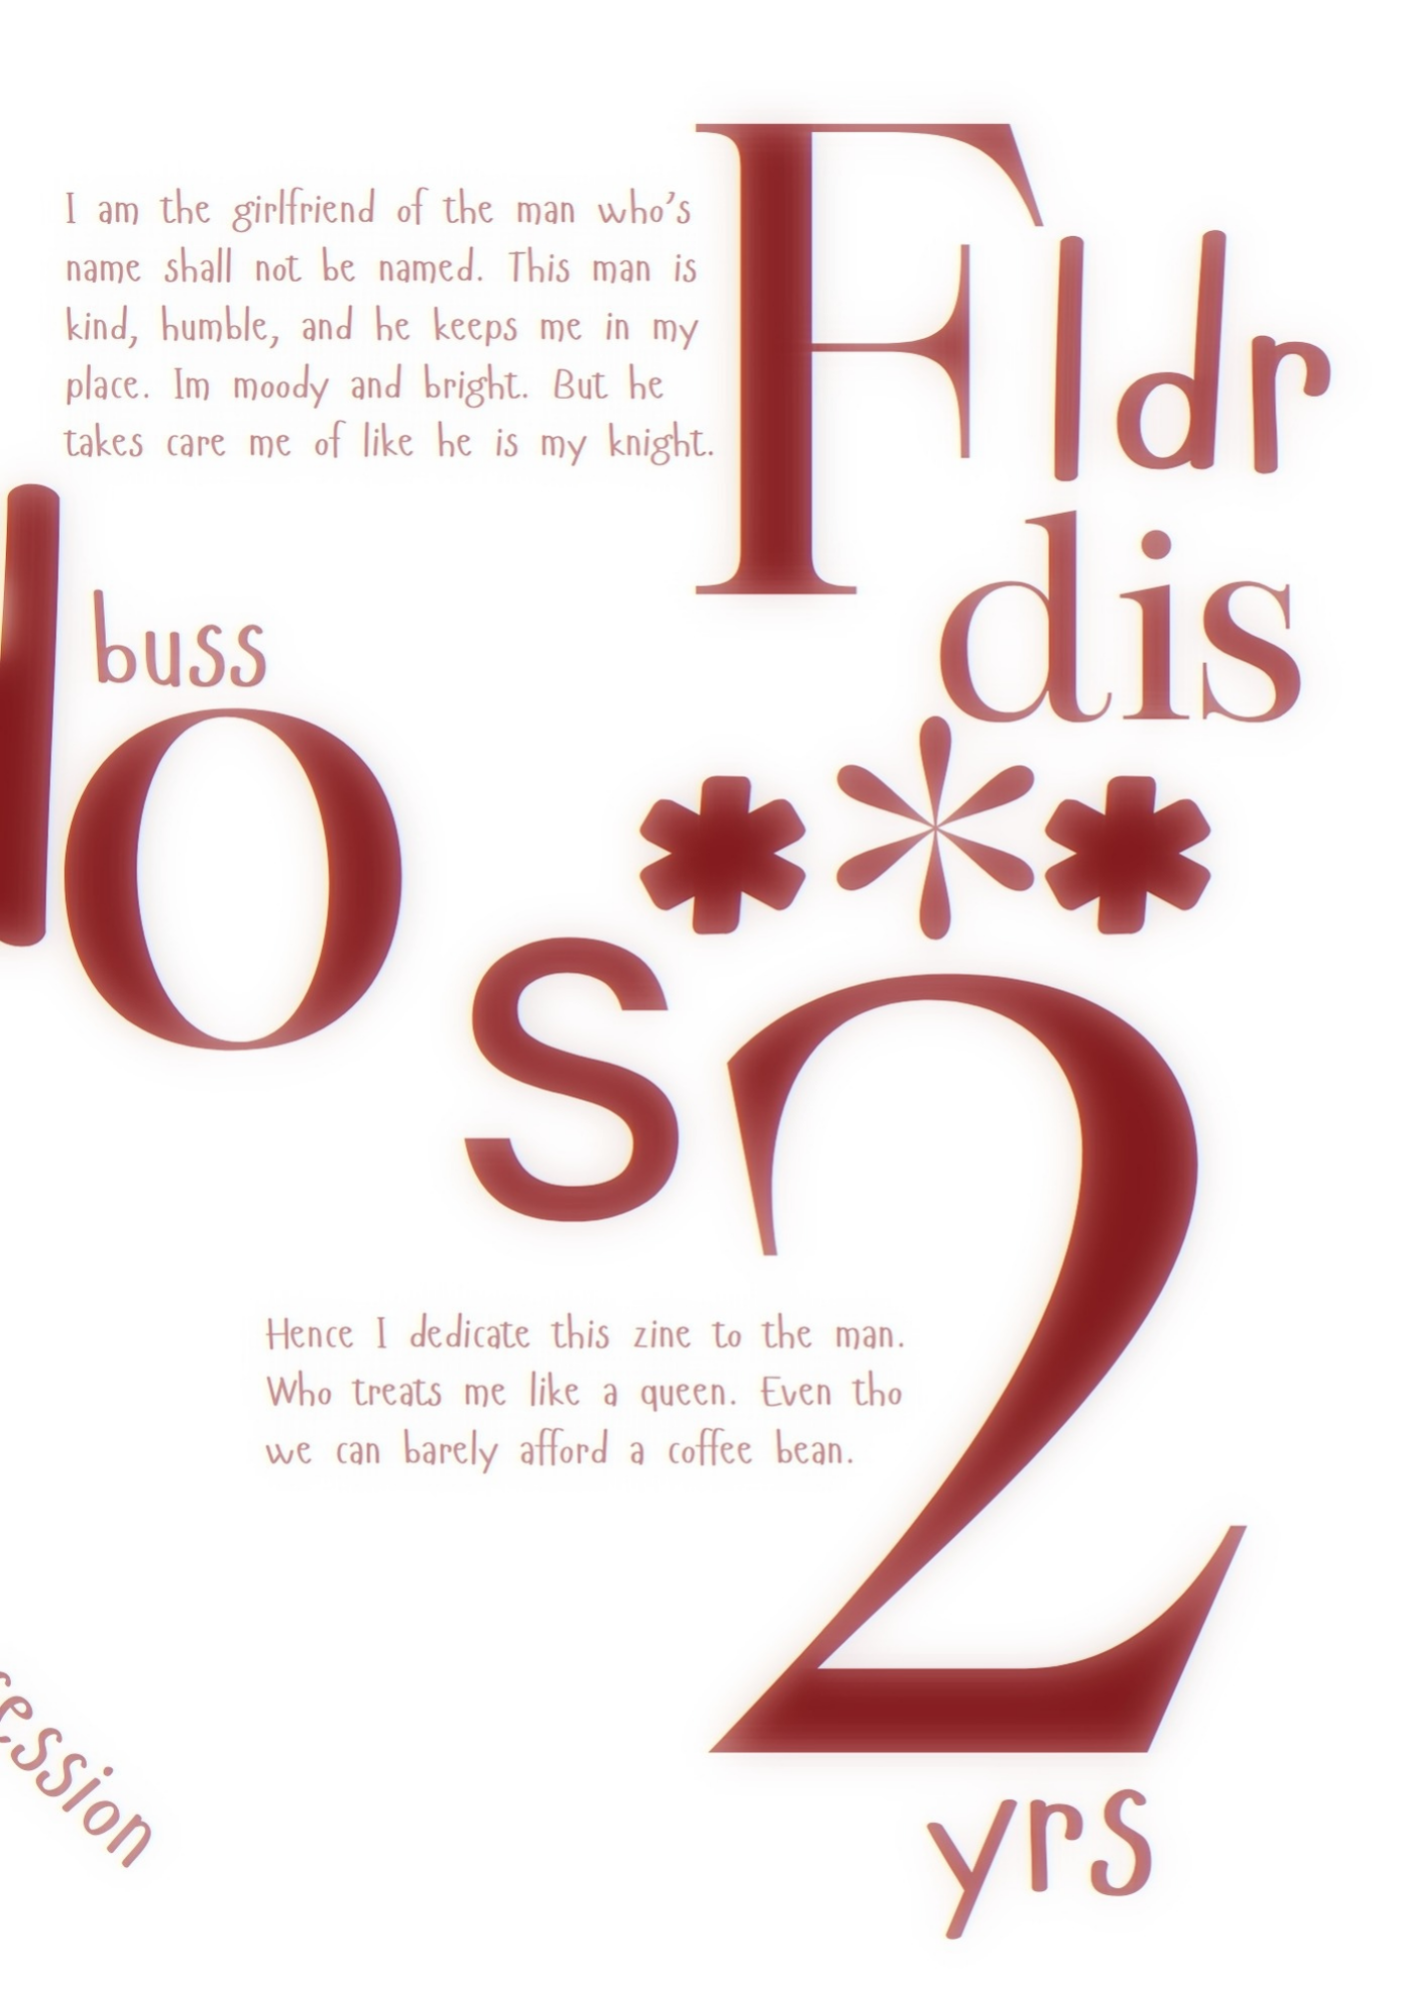 I am the girlfriend of the man who's
name shall not be named. This man is
kind, humble, and he keeps me in my
place. Im moody and bright. But he
takes care me of like he is my knight.
F
ldr
dis
buss
lo
***
s
2
Hence I dedicate this zine to the man.
Who treats me like a queen. Even tho
we can barely afford a coffee bean.
ession
yrs